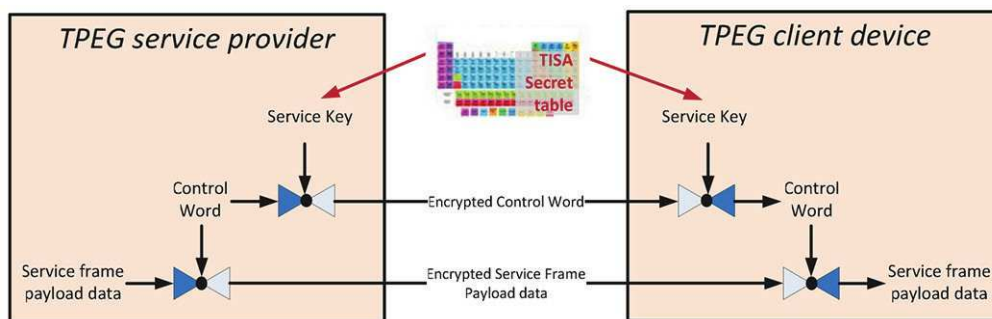 TPEG service provider
TPEG client device
TISA
Secret
table
Service Key
Service Key
Control
Word
Encrypted Control Word
Control
Word
Service frame
payload data
Encrypted Service Frame
Payload data
Service frame
payload data